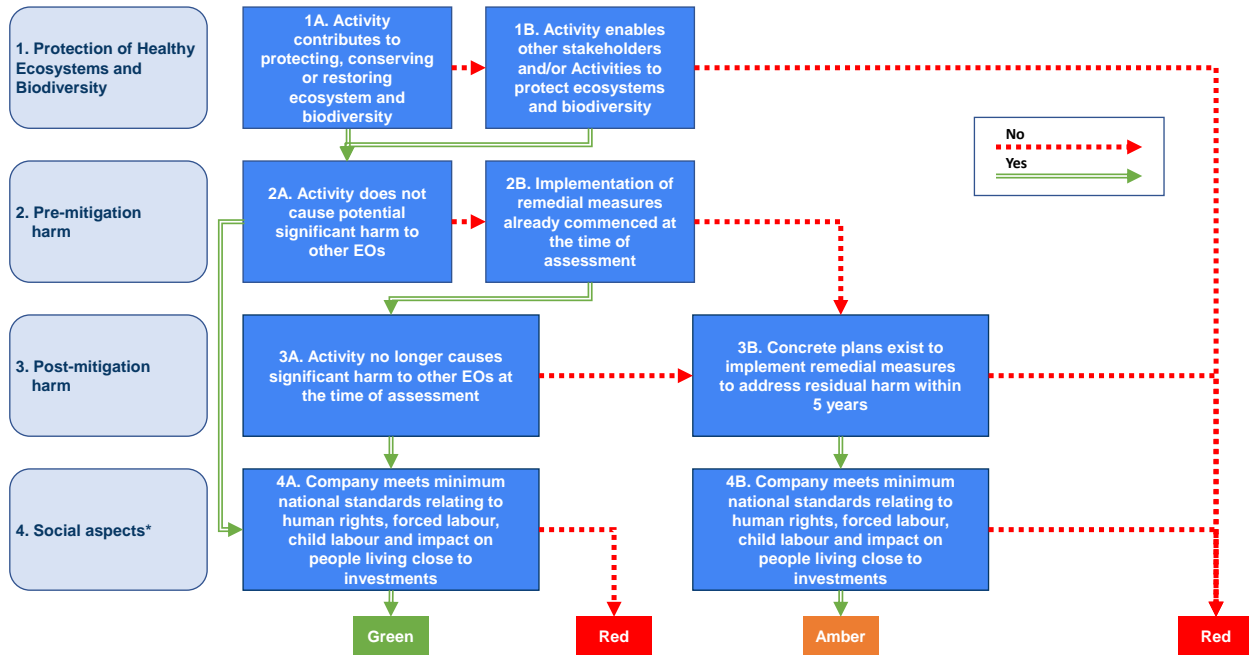 1. Protection of Healthy
Ecosystems and
Biodiversity
1A. Activity
contributes to
protecting, conserving
or restoring
ecosystem and
biodiversity
1B. Activity enables
other stakeholders
and/or Activities to
protect ecosystems
and biodiversity
No
Yes
2. Pre-mitigation
harm
2A. Activity does not
cause potential
significant harm to
other EOs
2B. Implementation of
remedial measures
already commenced at
the time of
assessment
3. Post-mitigation
harm
3A. Activity no longer causes
significant harm to other EOs at
the time of assessment
3B. Concrete plans exist to
implement remedial measures
to address residual harm within
5 years
4. Social aspects*
4A. Company meets minimum
national standards relating to
human rights, forced labour,
child labour and impact on
people living close to
investments
4B. Company meets minimum
national standards relating to
human rights, forced labour,
child labour and impact on
people living close to
investments
Green
Red
Amber
Red